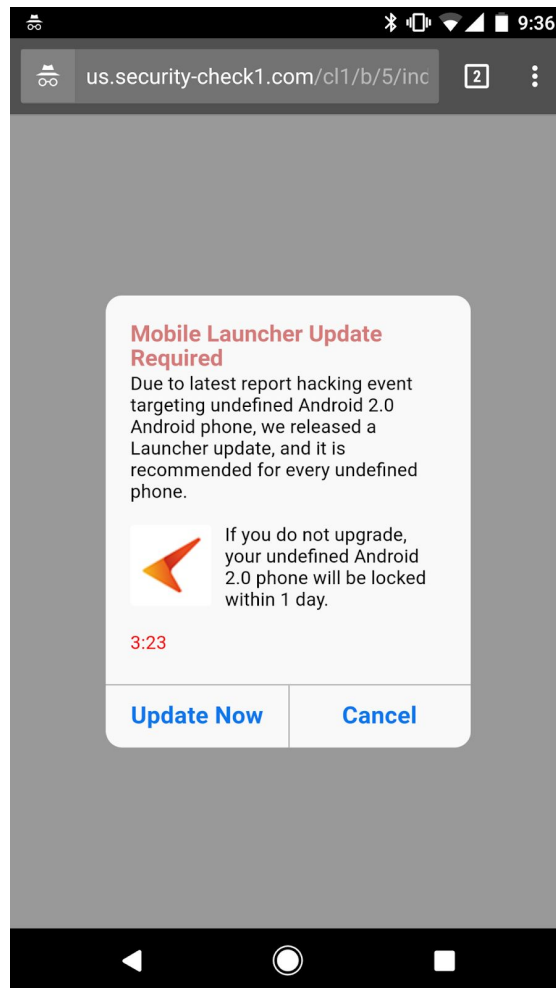 9:36
us.security-check1.com/cl1/b/5/ind
2
Mobile Launcher Update
Required
Due to latest report hacking event
targeting undefined Android 2.0
Android phone, we released a
Launcher update, and it is
recommended for every undefined
phone.
If you do not upgrade,
your undefined Android
2.0 phone will be locked
within 1 day.
3:23
Update Now
Cancel